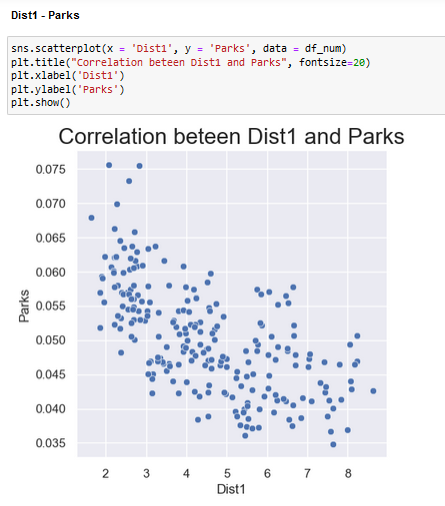 Dist1 - Parks
sns.scatterplot(x = 'Dist1', y = 'Parks', data = df_num)
plt.title("Correlation beteen Dist1 and Parks", fontsize=20)
plt.xlabel('Dist1')
plt.ylabel('Parks')
plt.show()
Correlation beteen Dist1 and Parks
0.075
0.070
0.065
0.060
0.055
0.050
0.045
0.040
0.035
Parks
2 3 4 5 6 7 8
Dist1